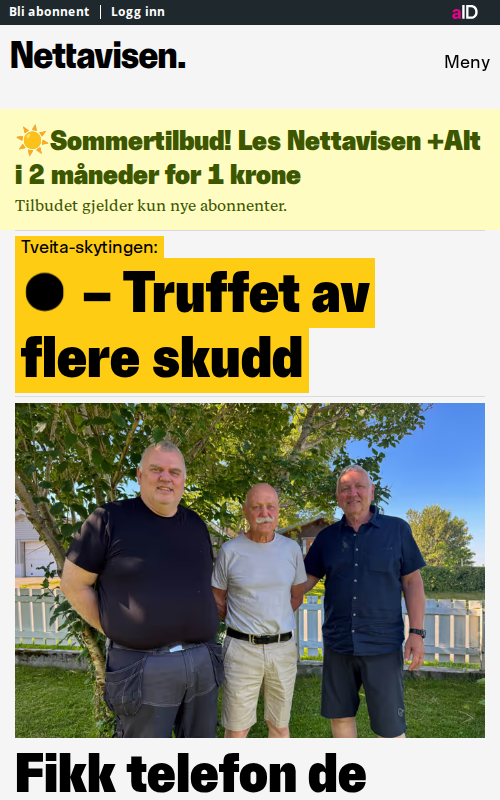 Bli abonnent | Logg inn
aID
Nettavisen.
Meny
☀️Sommertilbud! Les Nettavisen +Alt
i 2 måneder for 1 krone
Tilbudet gjelder kun nye abonnenter.
Tveita-skytingen:
● – Truffet av
flere skudd
Fikk telefon de